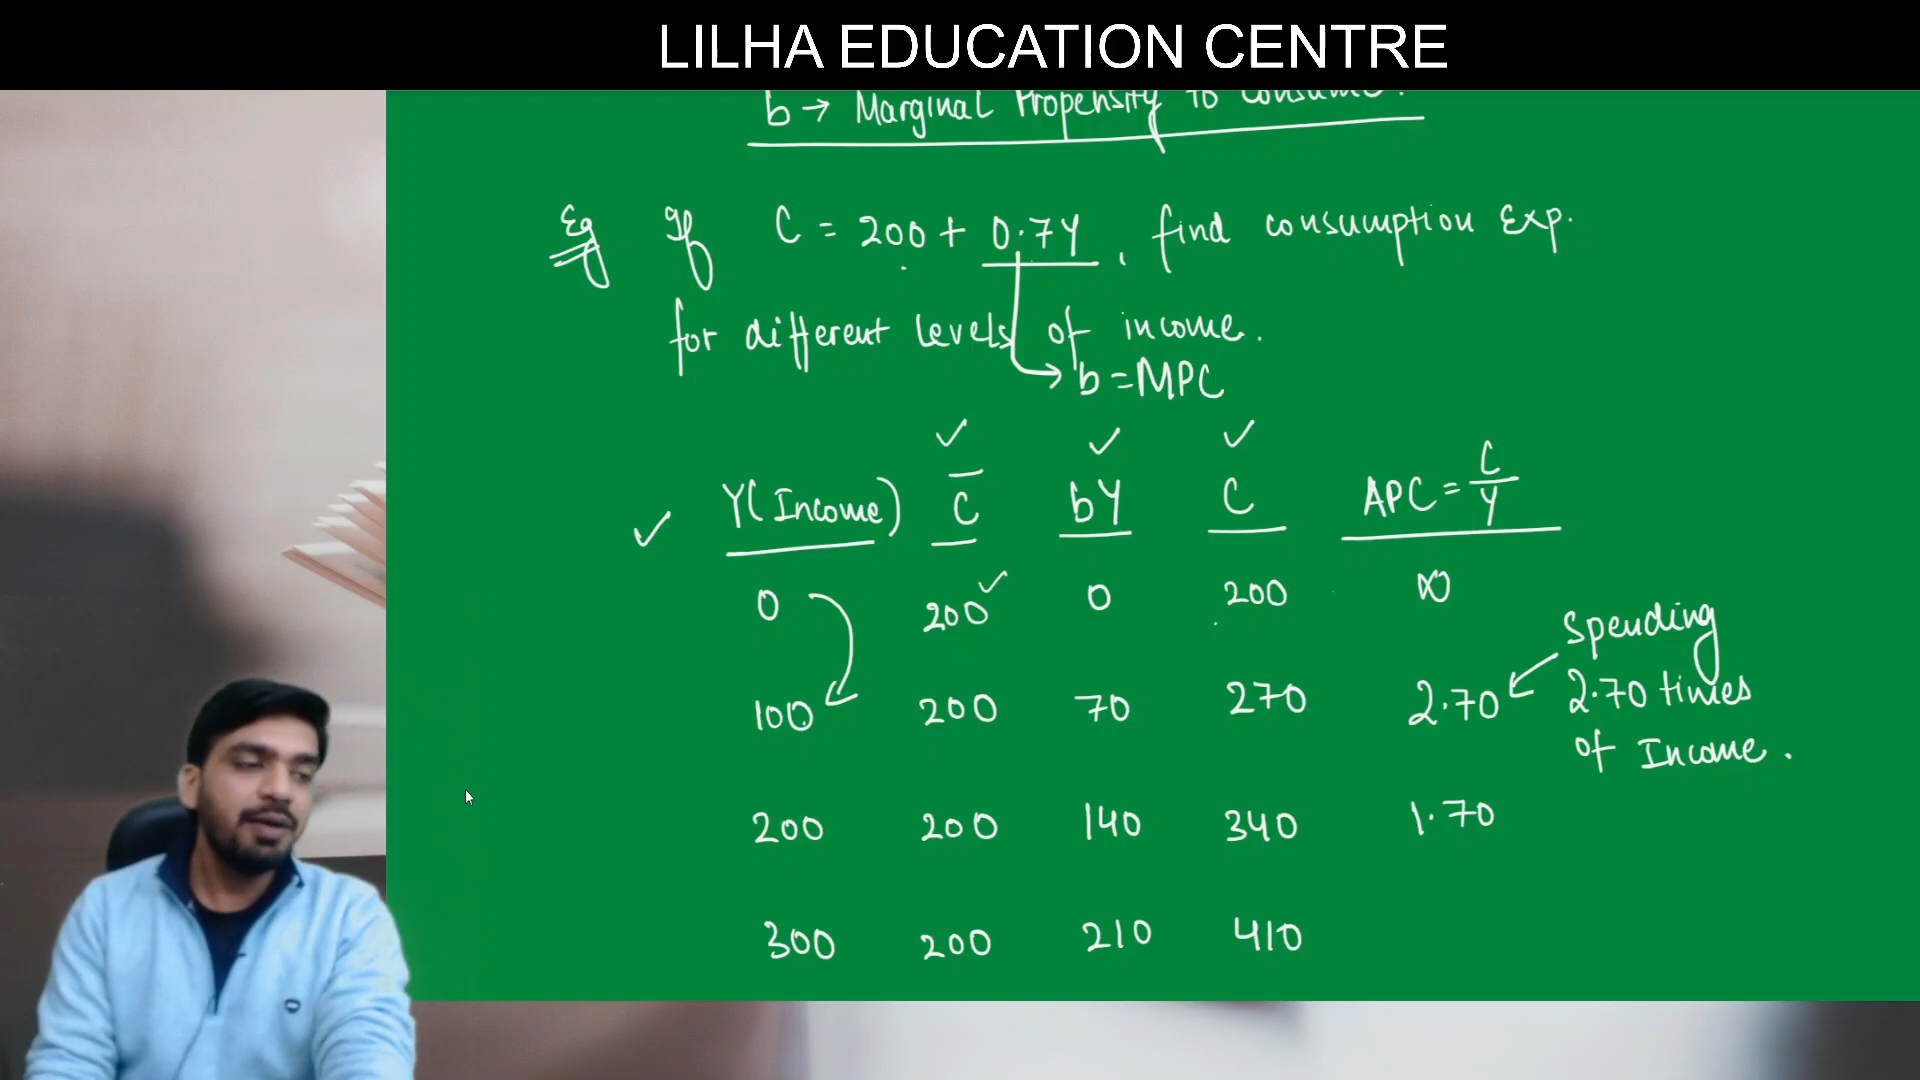 LILHA EDUCATION CENTRE
b → Marginal Propensity to Consume.
Eg If C = 200 + 0.7Y, find consumption Exp.
for different levels of income.
b = MPC
Y(Income) C̅ bY C APC = C/Y
0 200 0 200 ∞
100 200 70 270 2.70
Spending
2.70 times
of Income.
200 200 140 340 1.70
300 200 210 410